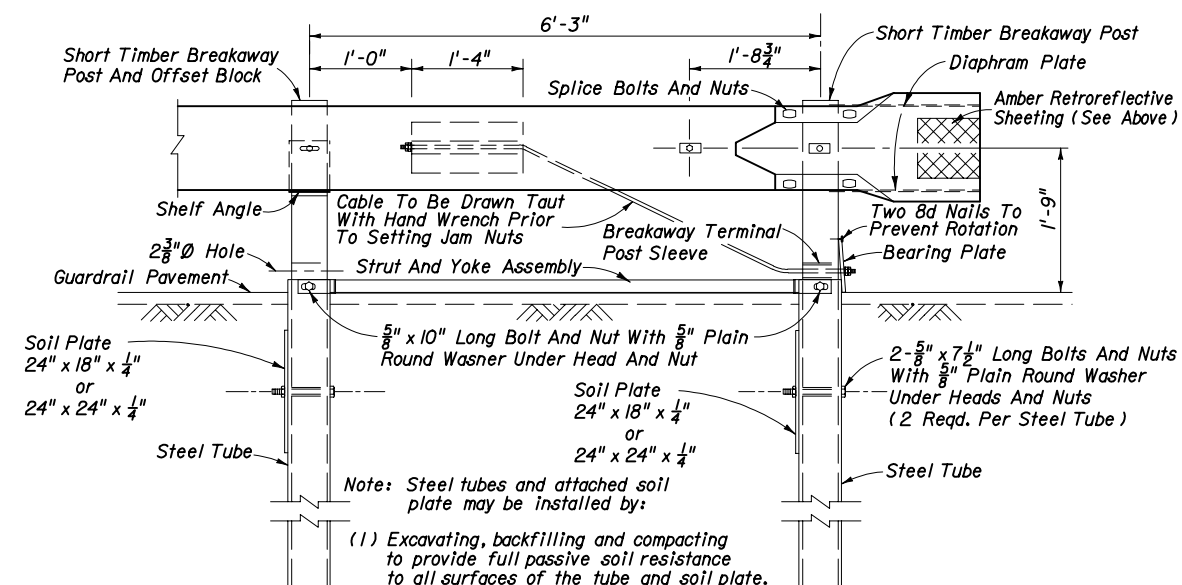 6'-3"
Short Timber Breakaway
Post And Offset Block
1'-0"
1'-4"
1'-8¾"
Short Timber Breakaway Post
Diaphram Plate
Splice Bolts And Nuts
Amber Retroreflective
Sheeting (See Above)
Shelf Angle
Cable To Be Drawn Taut
With Hand Wrench Prior
To Setting Jam Nuts
Breakaway Terminal
Post Sleeve
Two 8d Nails To
Prevent Rotation
Bearing Plate
1'-9"
2⅜"Ø Hole
Strut And Yoke Assembly
Guardrail Pavement
⅝" x 10" Long Bolt And Nut With ⅝" Plain
Round Washer Under Head And Nut
Soil Plate
24" x 18" x ¼"
or
24" x 24" x ¼"
Soil Plate
24" x 18" x ¼"
or
24" x 24" x ¼"
2-⅝" x 7½" Long Bolts And Nuts
With ⅝" Plain Round Washer
Under Heads And Nuts
(2 Reqd. Per Steel Tube)
Steel Tube
Steel Tube
Note: Steel tubes and attached soil
plate may be installed by:
(1) Excavating, backfilling and compacting
to provide full passive soil resistance
to all surfaces of the tube and soil plate.